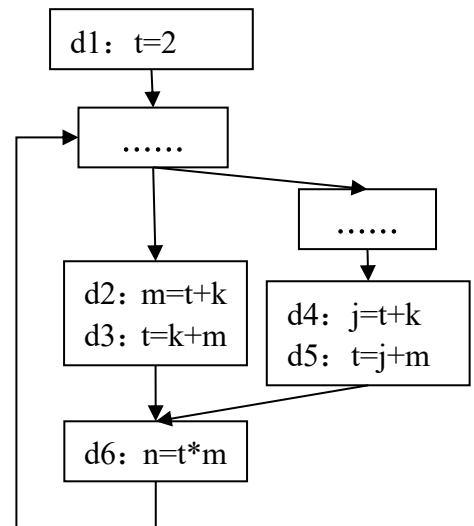 d1：t=2
……
……
d2：m=t+k
d3：t=k+m
d4：j=t+k
d5：t=j+m
d6：n=t*m